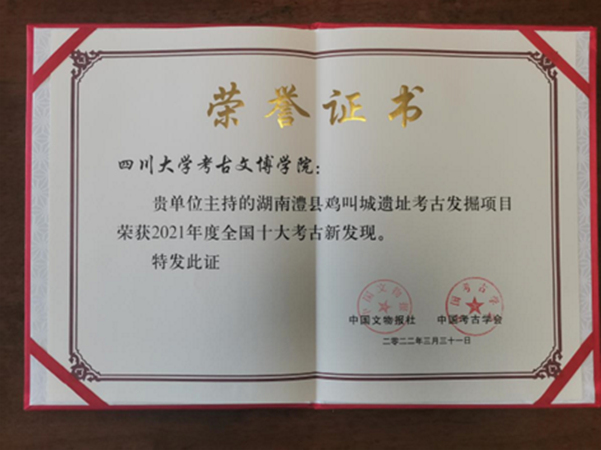 荣誉证书
四川大学考古文博学院：
贵单位主持的湖南澧县鸡叫城遗址考古发掘项目
荣获2021年度全国十大考古新发现。
特发此证
中国文物报社 中国考古学会
二〇二二年三月三十一日